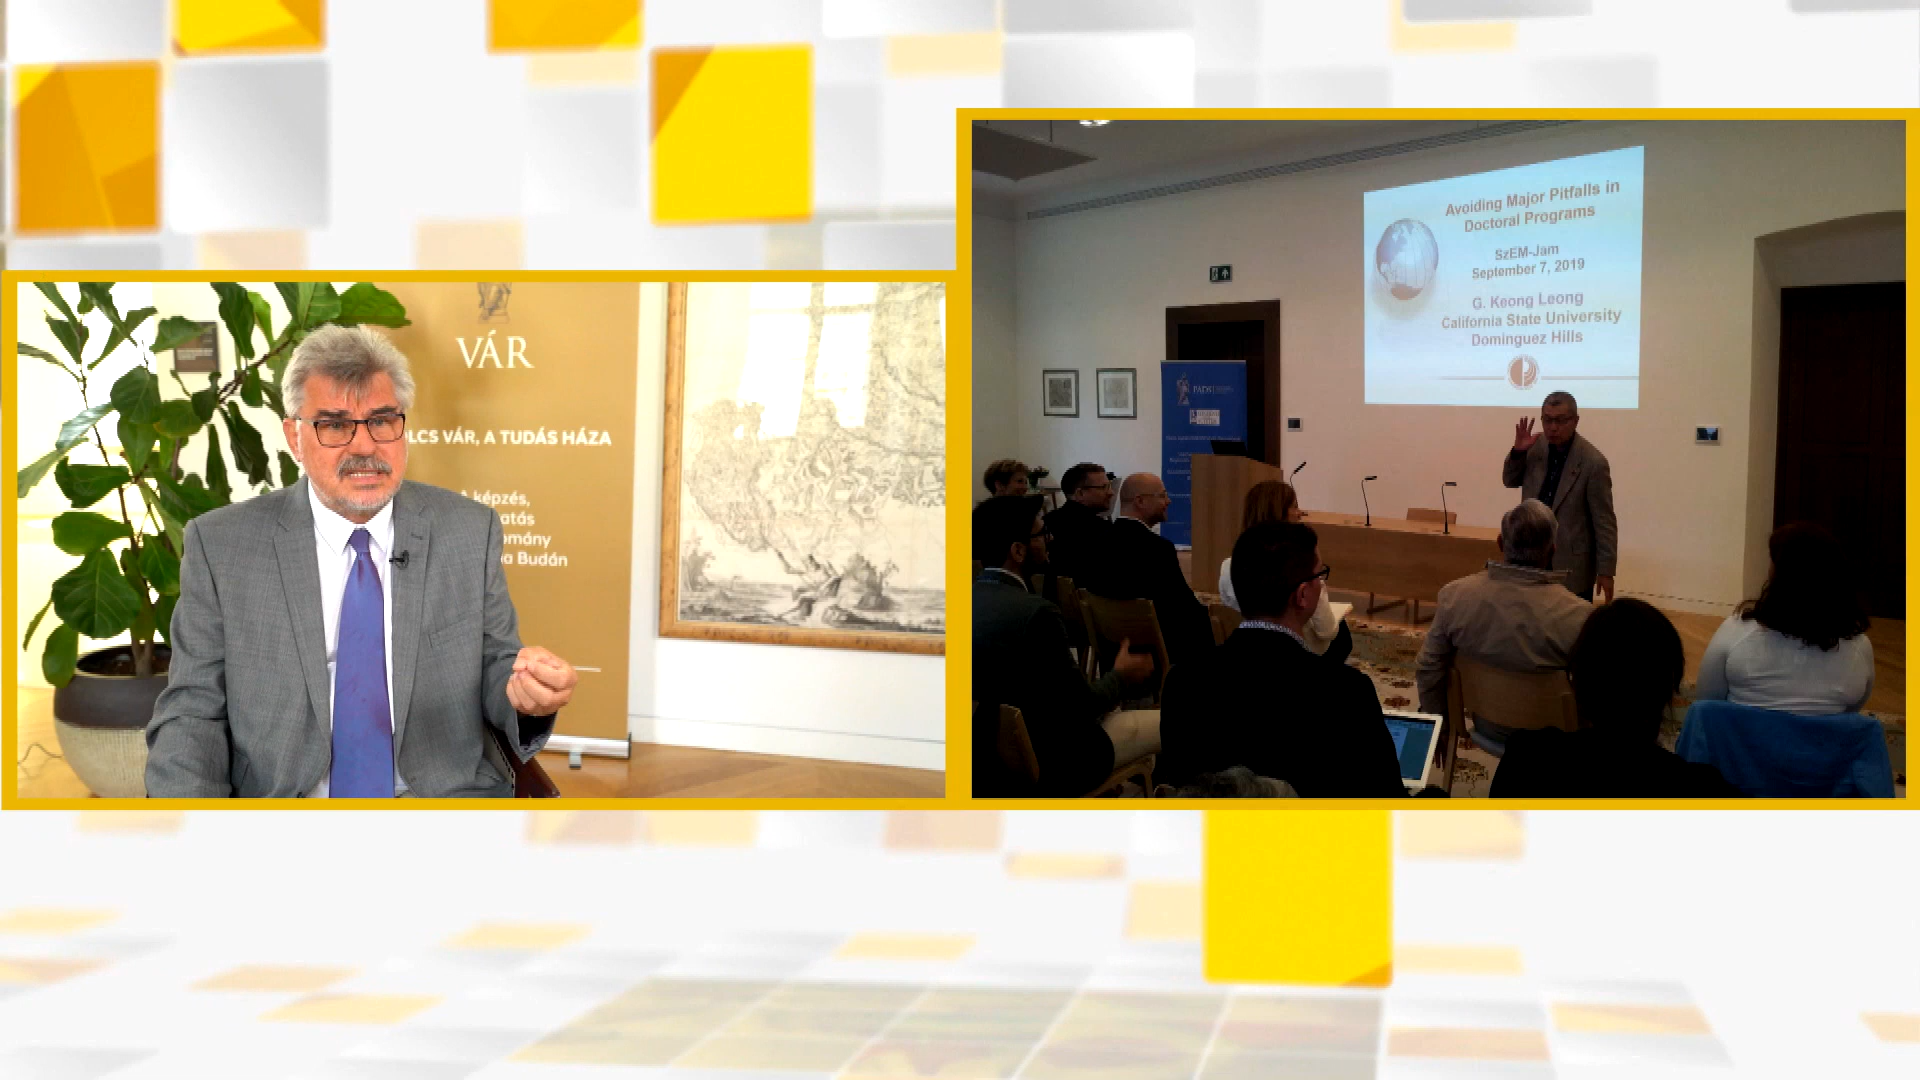 VÁR
LCS VÁR, A TUDÁS HÁZA
A képzés,
atás
omány
a Budán
Avoiding Major Pitfalls in
Doctoral Programs
SzEM-Jam
September 7, 2019
G. Keong Leong
California State University
Dominguez Hills
PADS